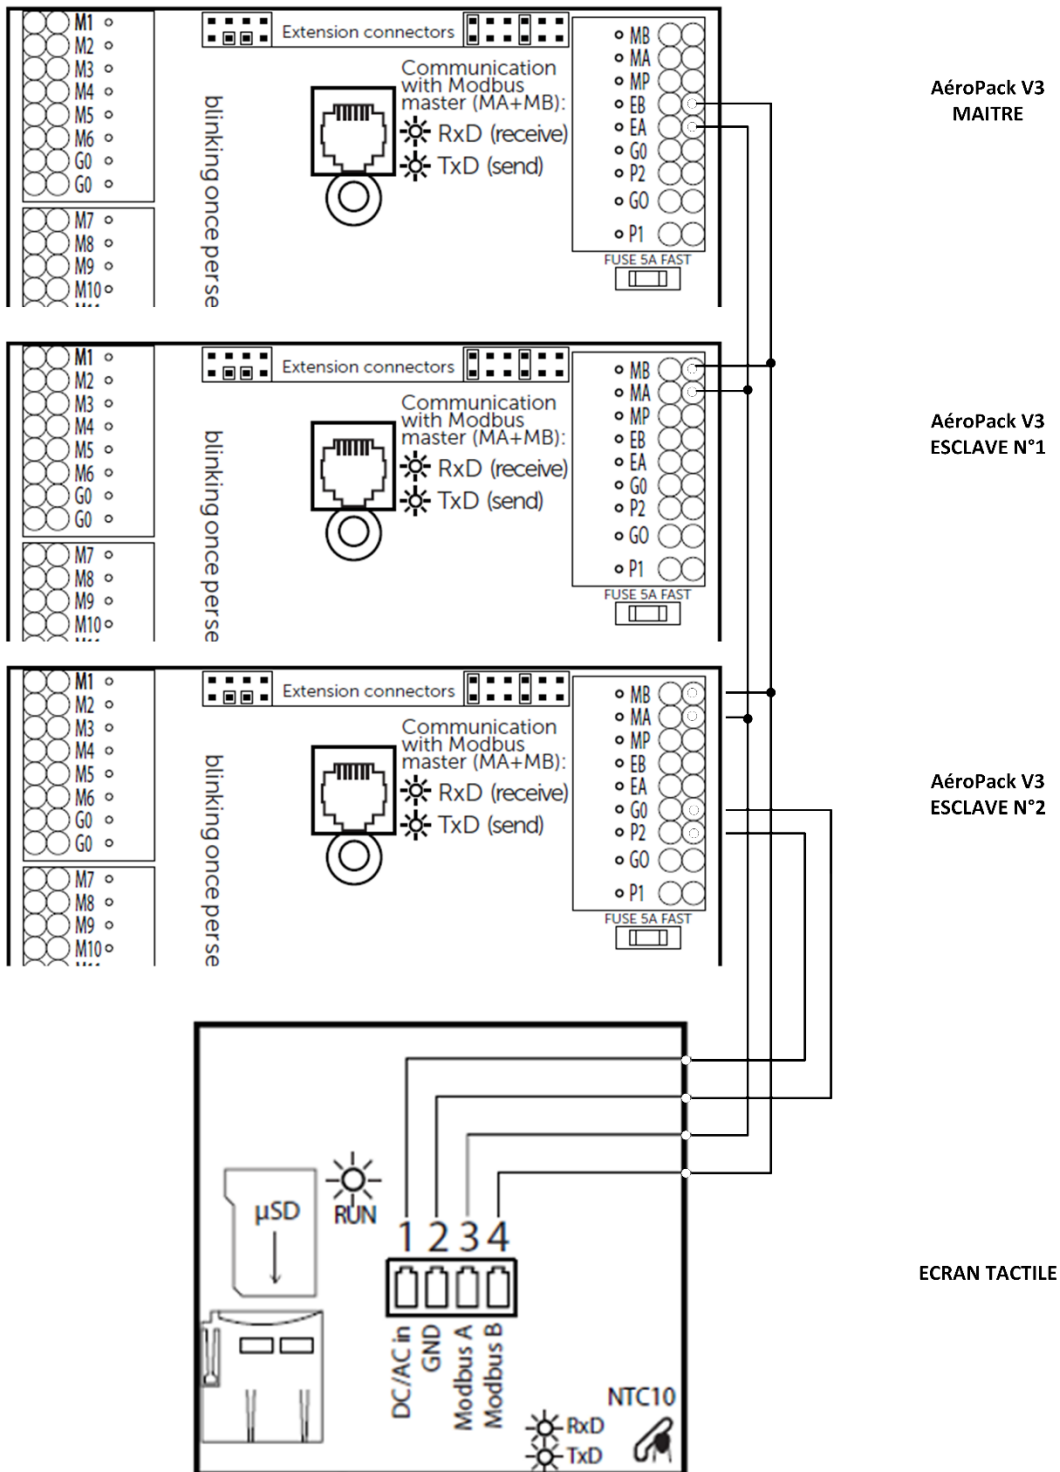 M1
M2
M3
M4
M5
M6
G0
G0
M7
M8
M9
M10
blinking once perse
Extension connectors
Communication
with Modbus
master (MA+MB):
RxD (receive)
TxD (send)
MB
MA
MP
EB
EA
G0
P2
GO
P1
FUSE 5A FAST
AéroPack V3
MAITRE
M1
M2
M3
M4
M5
M6
G0
G0
M7
M8
M9
M10
blinking once perse
Extension connectors
Communication
with Modbus
master (MA+MB):
RxD (receive)
TxD (send)
MB
MA
MP
EB
EA
G0
P2
GO
P1
FUSE 5A FAST
AéroPack V3
ESCLAVE N°1
M1
M2
M3
M4
M5
M6
G0
G0
M7
M8
M9
M10
blinking once perse
Extension connectors
Communication
with Modbus
master (MA+MB):
RxD (receive)
TxD (send)
MB
MA
MP
EB
EA
G0
P2
GO
P1
FUSE 5A FAST
AéroPack V3
ESCLAVE N°2
µSD
RUN
1 2 3 4
DC/AC in
GND
Modbus A
Modbus B
NTC10
RxD
TxD
ECRAN TACTILE